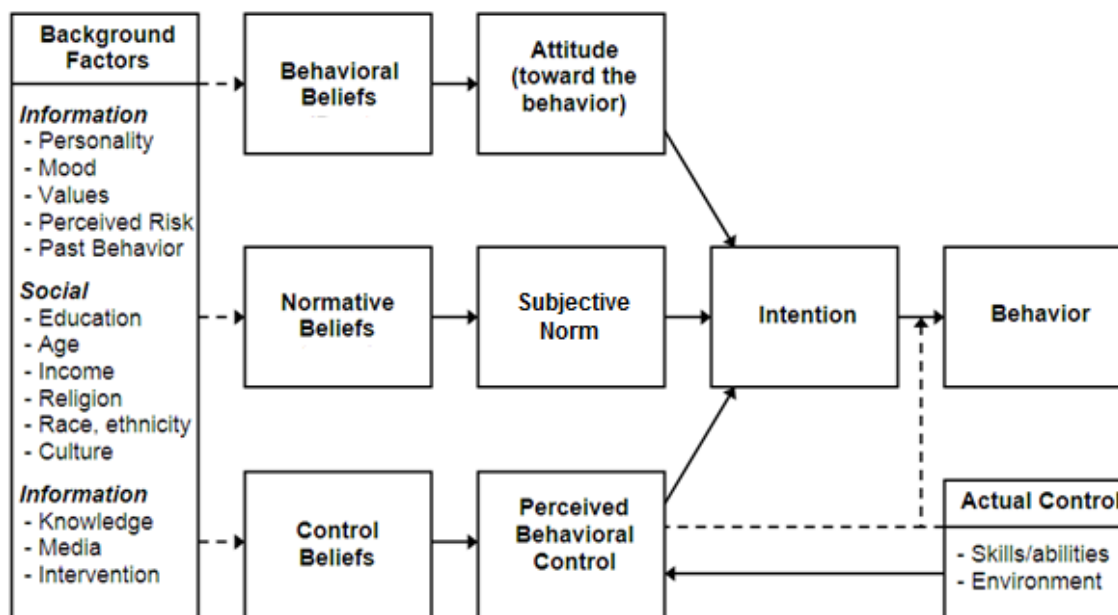 Background
Factors
Information
- Personality
- Mood
- Values
- Perceived Risk
- Past Behavior
Social
- Education
- Age
- Income
- Religion
- Race, ethnicity
- Culture
Information
- Knowledge
- Media
- Intervention
Behavioral
Beliefs
Attitude
(toward the
behavior)
Normative
Beliefs
Subjective
Norm
Intention
Behavior
Control
Beliefs
Perceived
Behavioral
Control
Actual Control
- Skills/abilities
- Environment